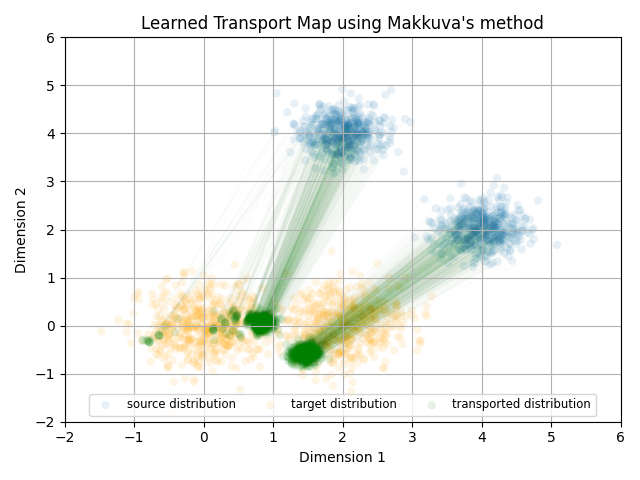 Learned Transport Map using Makkuva's method
6
5
4
3
2
1
0
−1
−2
Dimension 2
source distribution target distribution transported distribution
−2 −1 0 1 2 3 4 5 6
Dimension 1